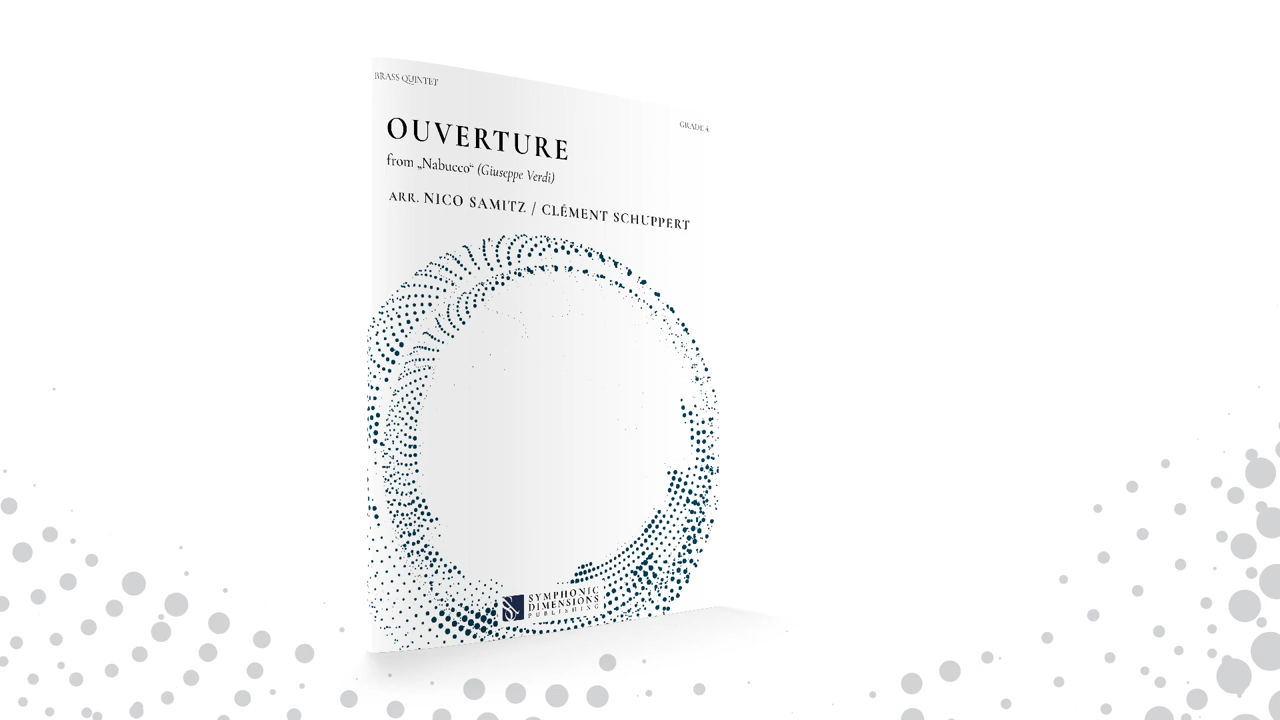 BRASS QUINTET
GRADE 4
OUVERTURE
from „Nabucco“ (Giuseppe Verdi)
ARR. NICO SAMITZ / CLÉMENT SCHUPPERT
SYMPHONIC
DIMENSIONS
PUBLISHING